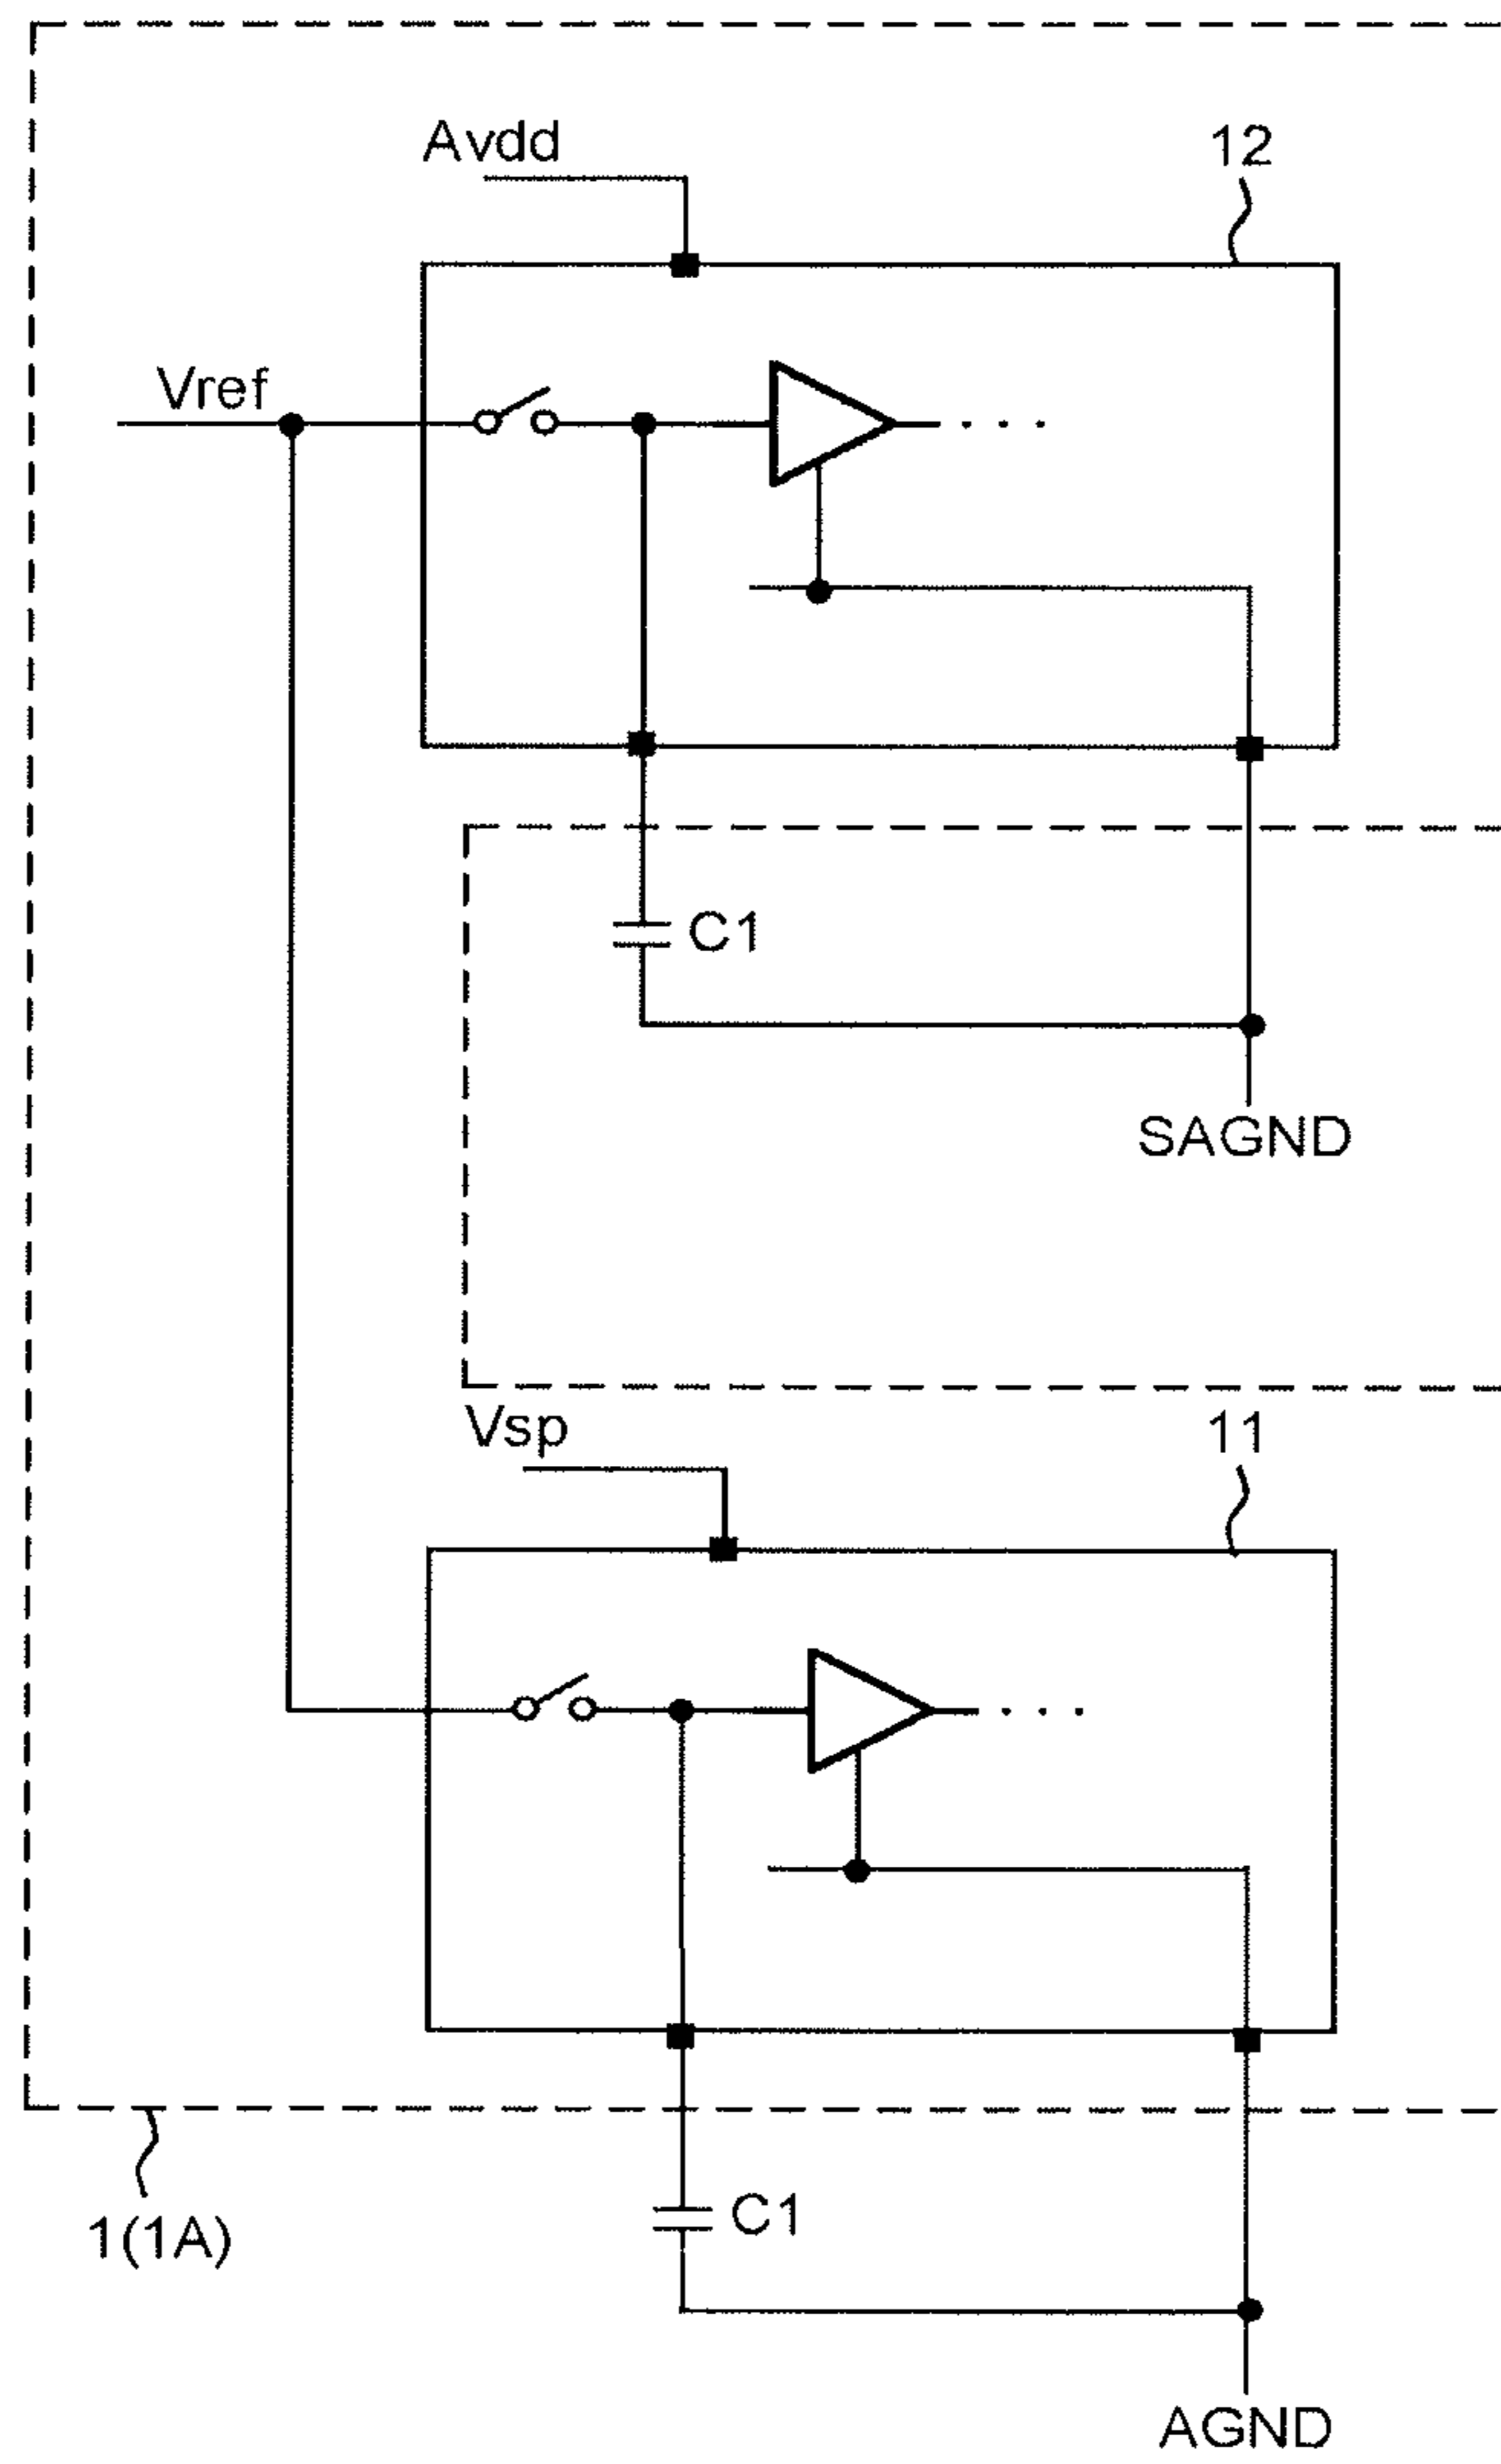 Avdd
12
Vref
C1
SAGND
Vsp
11
1(1A)
C1
AGND